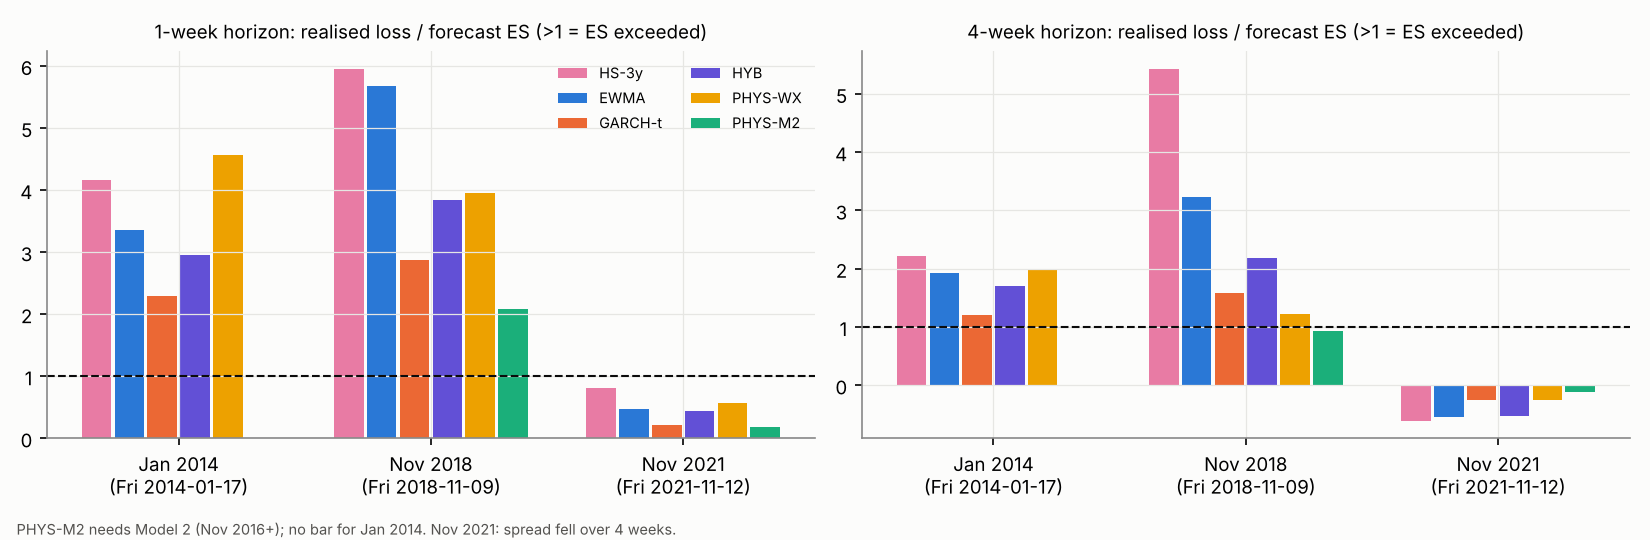 1-week horizon: realised loss / forecast ES (>1 = ES exceeded)
6
5
4
3
2
1
0
HS-3y
EWMA
GARCH-t
HYB
PHYS-WX
PHYS-M2
Jan 2014
(Fri 2014-01-17)
Nov 2018
(Fri 2018-11-09)
Nov 2021
(Fri 2021-11-12)
4-week horizon: realised loss / forecast ES (>1 = ES exceeded)
5
4
3
2
1
0
Jan 2014
(Fri 2014-01-17)
Nov 2018
(Fri 2018-11-09)
Nov 2021
(Fri 2021-11-12)
PHYS-M2 needs Model 2 (Nov 2016+); no bar for Jan 2014. Nov 2021: spread fell over 4 weeks.